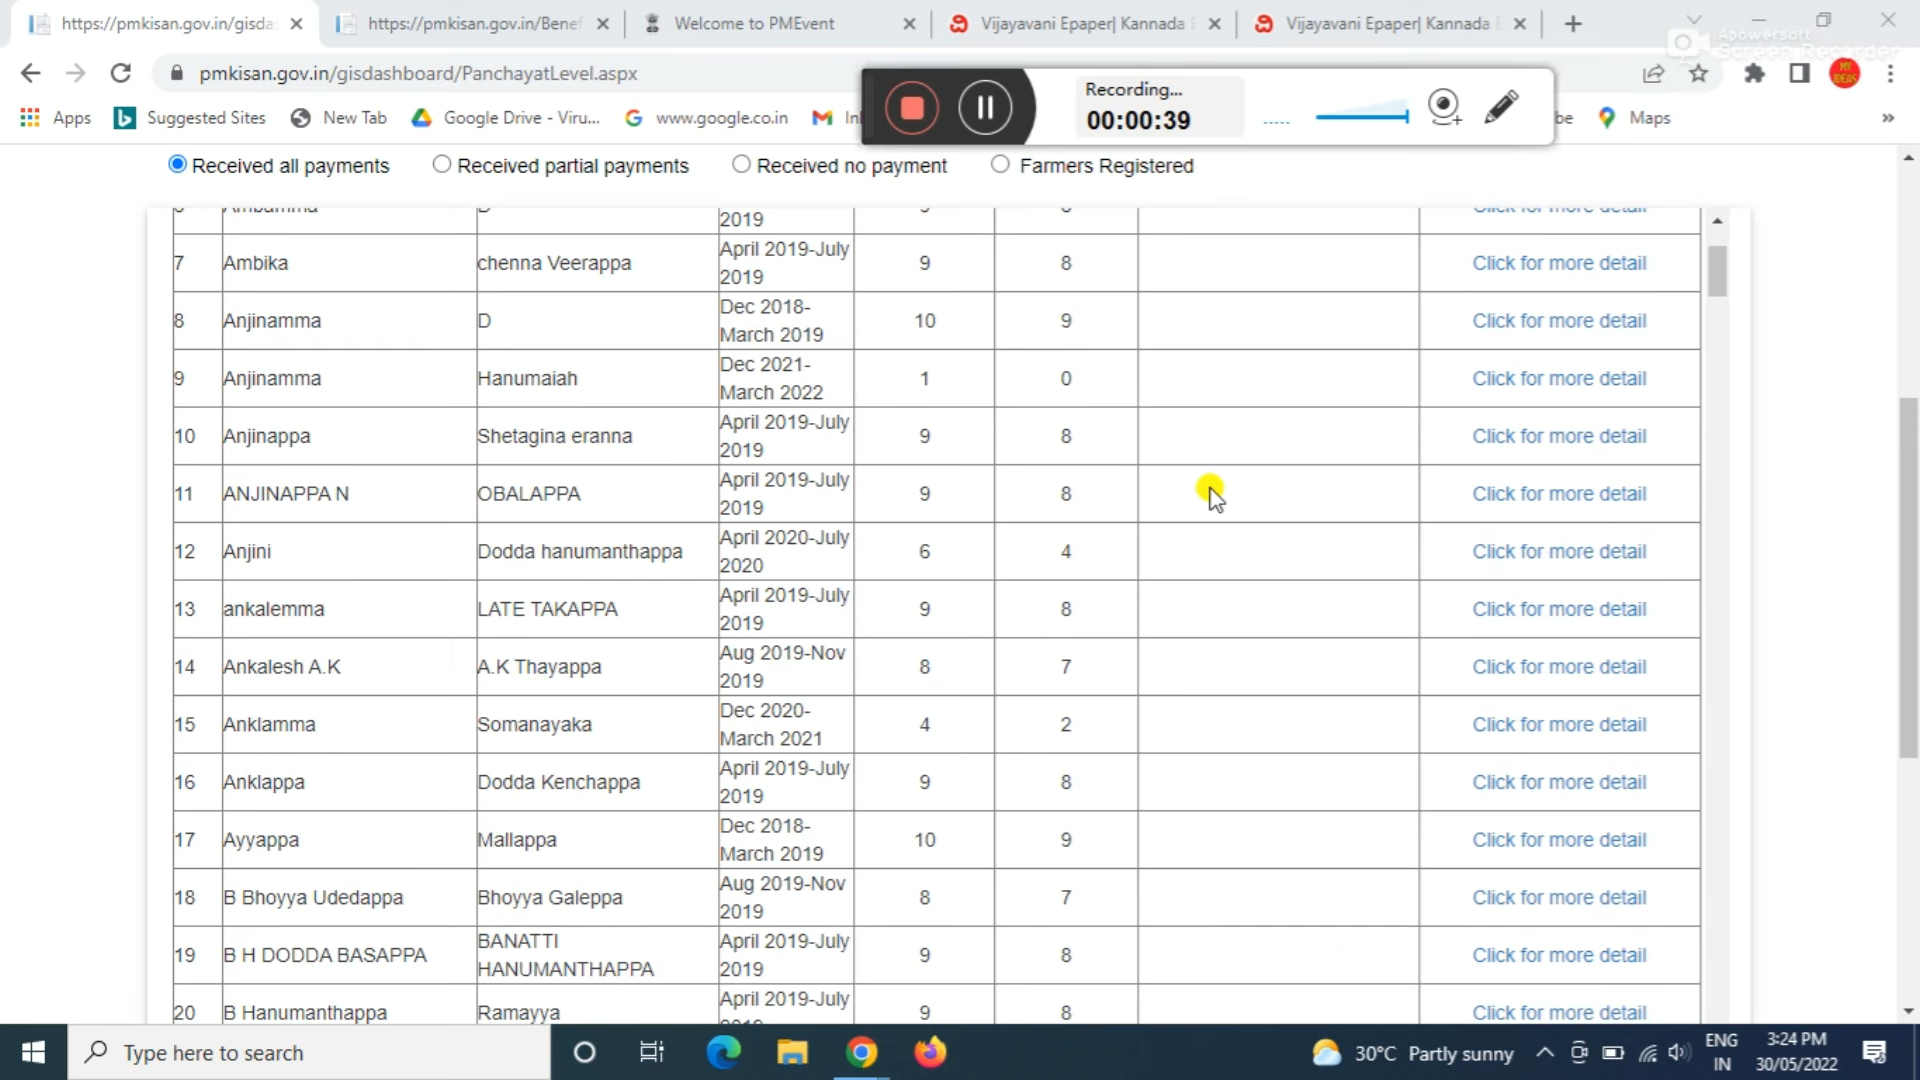 https://pmkisan.gov.in/gisda
https://pmkisan.gov.in/Benef
Welcome to PMEvent
Vijayavani Epaper| Kannada E
Vijayavani Epaper| Kannada E
Apowersoft
Screen Recorder
pmkisan.gov.in/gisdashboard/PanchayatLevel.aspx
Recording...
00:00:39
Apps
Suggested Sites
New Tab
Google Drive - Viru...
www.google.co.in
Maps
Received all payments Received partial payments Received no payment Farmers Registered
2019
7 Ambika chenna Veerappa April 2019-July 2019 9 8 Click for more detail
8 Anjinamma D Dec 2018-March 2019 10 9 Click for more detail
9 Anjinamma Hanumaiah Dec 2021-March 2022 1 0 Click for more detail
10 Anjinappa Shetagina eranna April 2019-July 2019 9 8 Click for more detail
11 ANJINAPPA N OBALAPPA April 2019-July 2019 9 8 Click for more detail
12 Anjini Dodda hanumanthappa April 2020-July 2020 6 4 Click for more detail
13 ankalemma LATE TAKAPPA April 2019-July 2019 9 8 Click for more detail
14 Ankalesh A.K A.K Thayappa Aug 2019-Nov 2019 8 7 Click for more detail
15 Anklamma Somanayaka Dec 2020-March 2021 4 2 Click for more detail
16 Anklappa Dodda Kenchappa April 2019-July 2019 9 8 Click for more detail
17 Ayyappa Mallappa Dec 2018-March 2019 10 9 Click for more detail
18 B Bhoyya Udedappa Bhoyya Galeppa Aug 2019-Nov 2019 8 7 Click for more detail
19 B H DODDA BASAPPA BANATTI HANUMANTHAPPA April 2019-July 2019 9 8 Click for more detail
20 B Hanumanthappa Ramayya April 2019-July 9 8 Click for more detail
Type here to search
30°C Partly sunny
ENG
IN
3:24 PM
30/05/2022